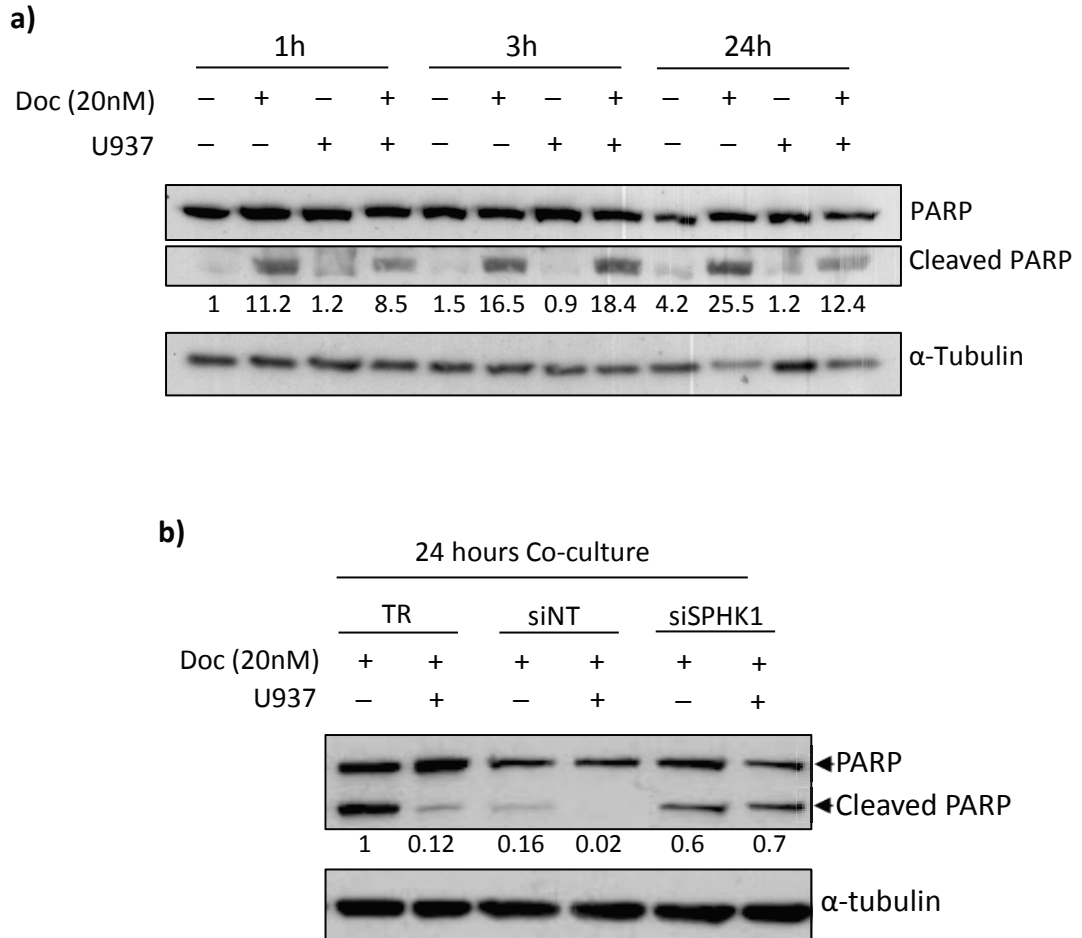 a)
1h 3h 24h
Doc (20nM) – + – + – + – + – + – +
U937 – – + + – – + + – – + +
PARP
Cleaved PARP
1 11.2 1.2 8.5 1.5 16.5 0.9 18.4 4.2 25.5 1.2 12.4
α-Tubulin
b)
24 hours Co-culture
TR siNT siSPHK1
Doc (20nM) + + + + + +
U937 – + – + – +
PARP
Cleaved PARP
1 0.12 0.16 0.02 0.6 0.7
α-tubulin